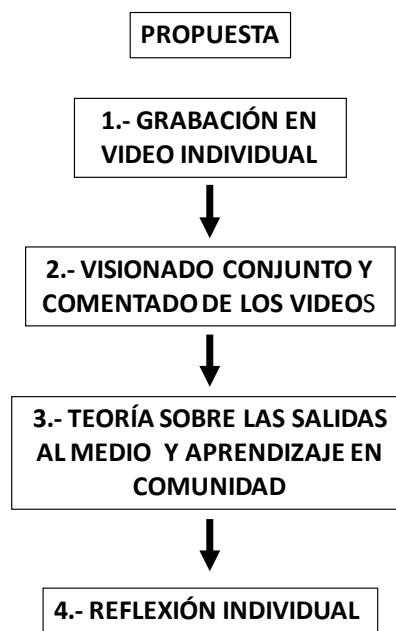 PROPUESTA
1.- GRABACIÓN EN
VIDEO INDIVIDUAL
2.- VISIONADO CONJUNTO Y
COMENTADO DE LOS VIDEOS
3.- TEORÍA SOBRE LAS SALIDAS
AL MEDIO Y APRENDIZAJE EN
COMUNIDAD
4.- REFLEXIÓN INDIVIDUAL